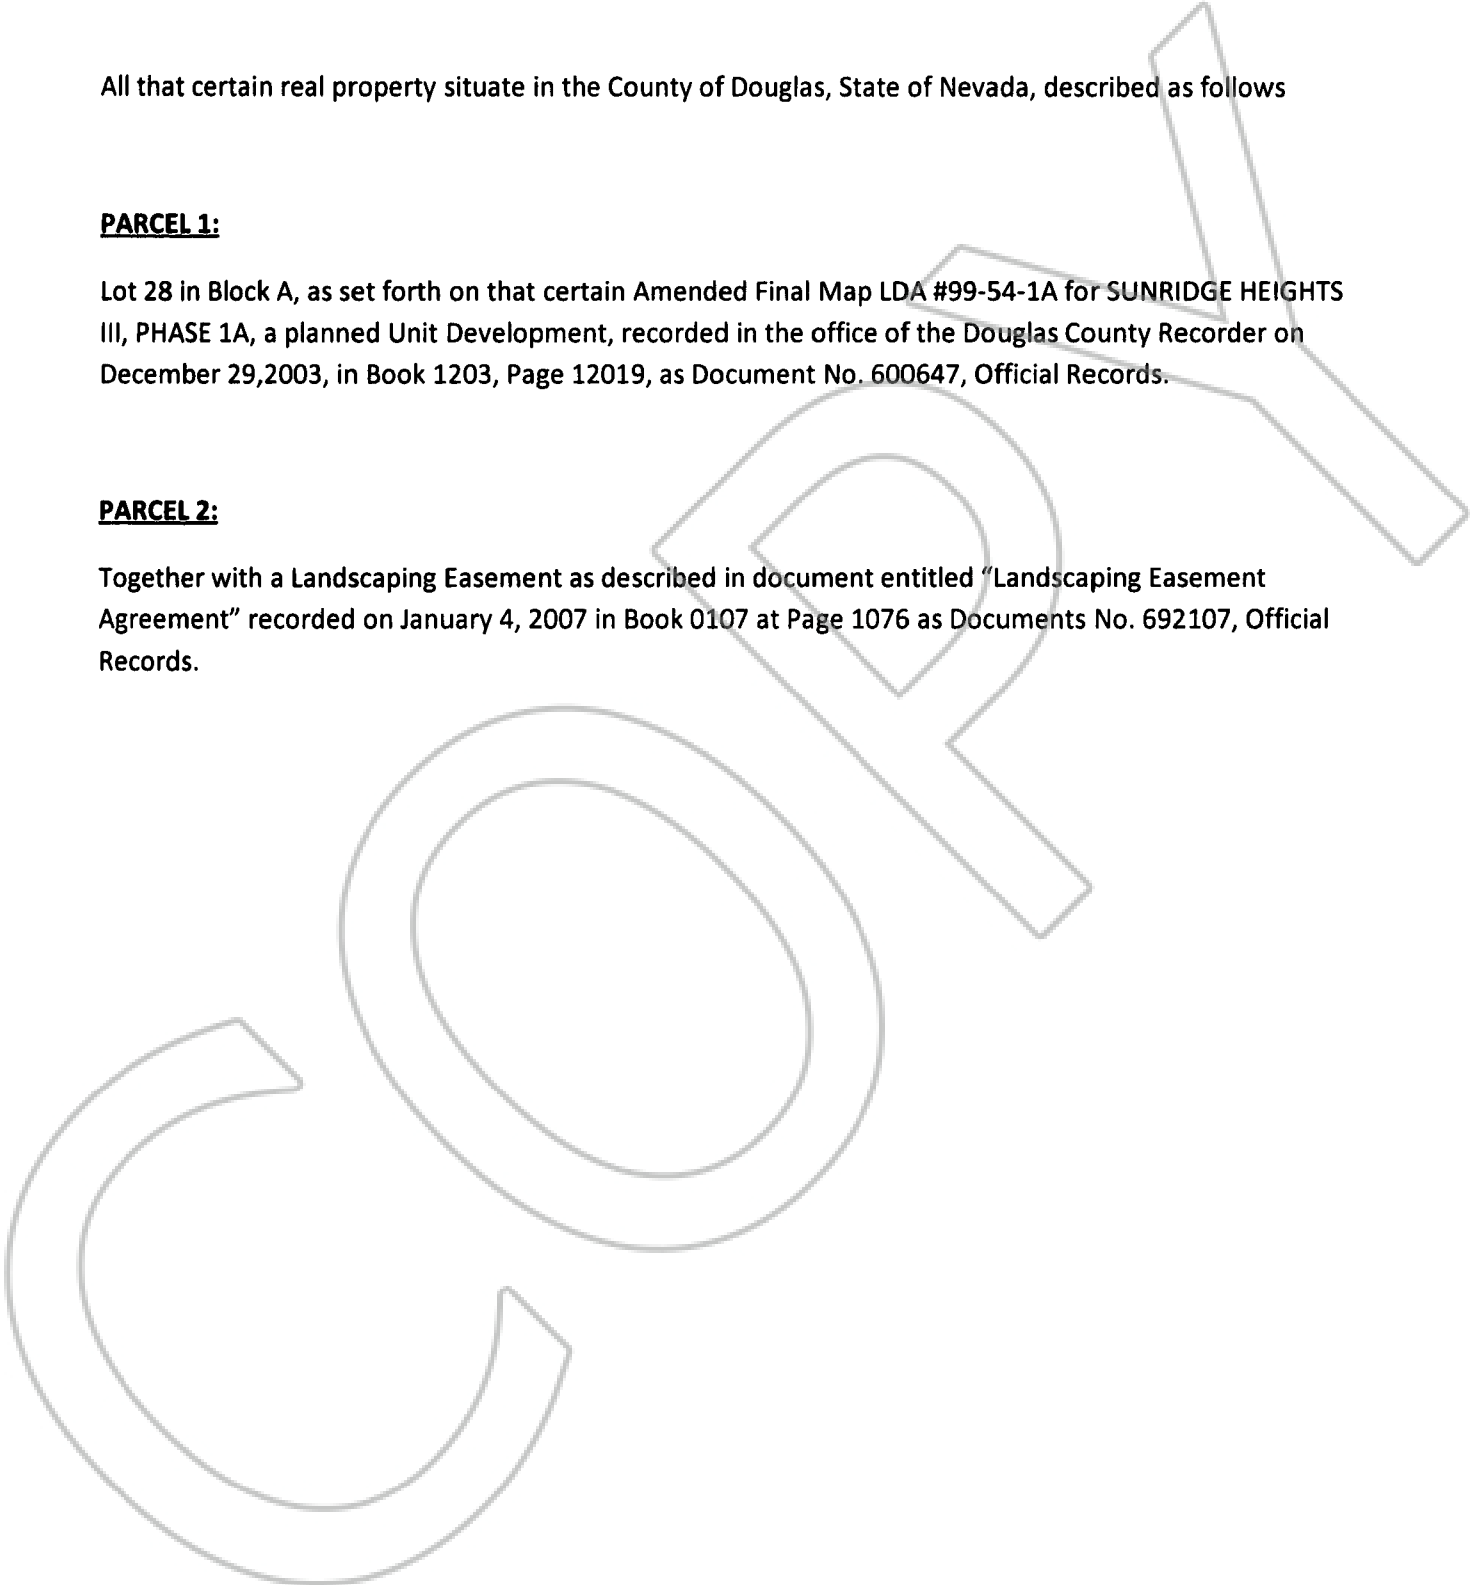 All that certain real property situate in the County of Douglas, State of Nevada, described as follows
PARCEL 1:
Lot 28 in Block A, as set forth on that certain Amended Final Map LDA #99-54-1A for SUNRIDGE HEIGHTS
III, PHASE 1A, a planned Unit Development, recorded in the office of the Douglas County Recorder on
December 29,2003, in Book 1203, Page 12019, as Document No. 600647, Official Records.
PARCEL 2:
Together with a Landscaping Easement as described in document entitled “Landscaping Easement
Agreement” recorded on January 4, 2007 in Book 0107 at Page 1076 as Documents No. 692107, Official
Records.
COPY